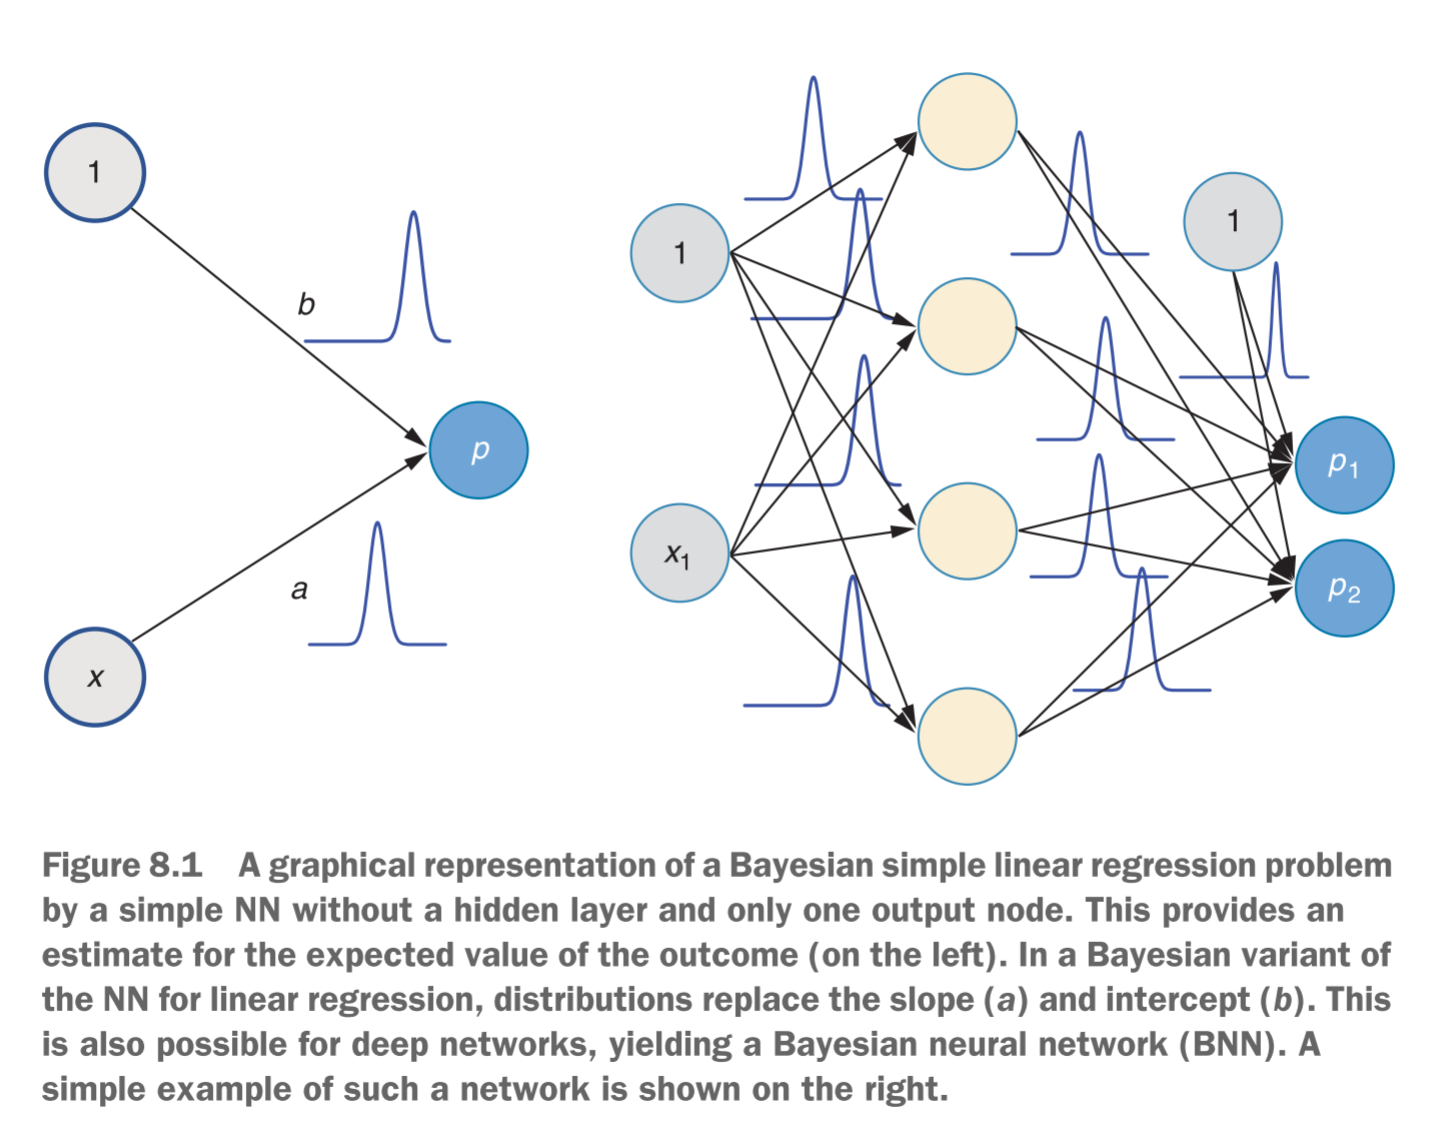 1
b
p
a
x
1
x1
1
p1
p2
Figure 8.1 A graphical representation of a Bayesian simple linear regression problem
by a simple NN without a hidden layer and only one output node. This provides an
estimate for the expected value of the outcome (on the left). In a Bayesian variant of
the NN for linear regression, distributions replace the slope (a) and intercept (b). This
is also possible for deep networks, yielding a Bayesian neural network (BNN). A
simple example of such a network is shown on the right.